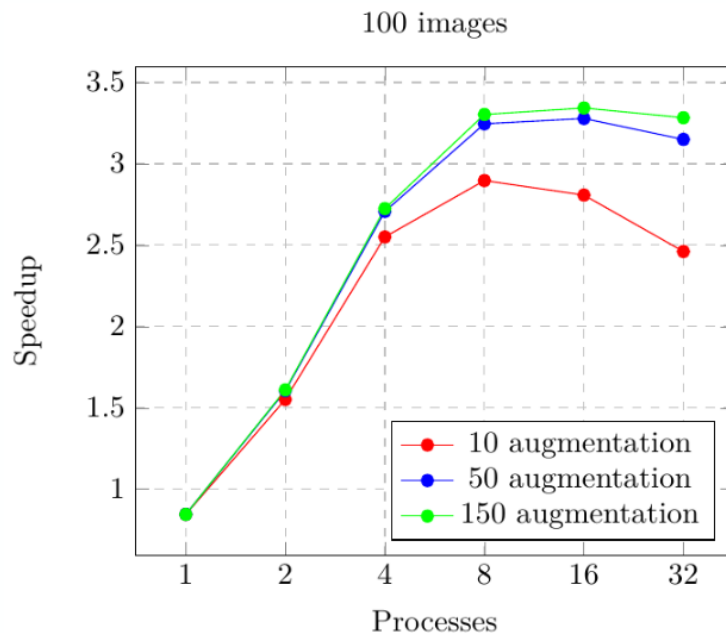 100 images
3.5
3
2.5
2
1.5
1
Speedup
10 augmentation
50 augmentation
150 augmentation
1 2 4 8 16 32
Processes